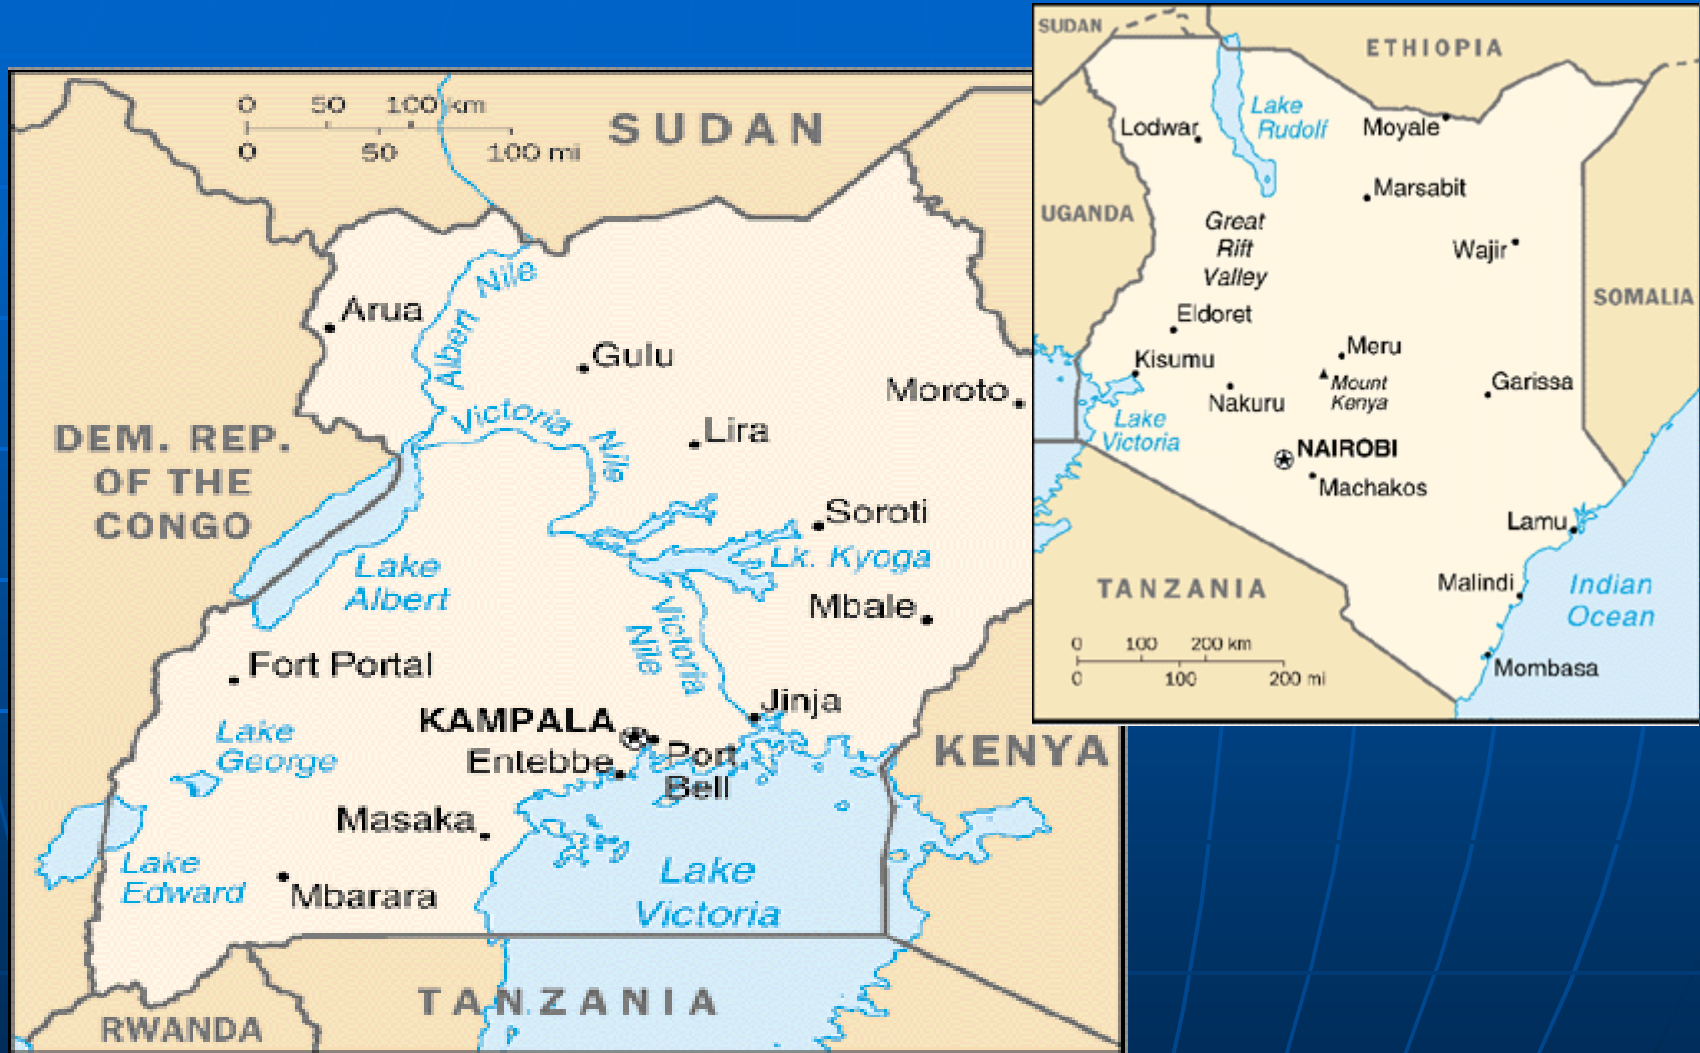 0 50 100 km
0 50 100 mi
SUDAN
Arua
Albert Nile
Gulu
Moroto
Victoria Nile
Lira
DEM. REP.
OF THE
CONGO
Soroti
Lk. Kyoga
Lake
Albert
Mbale
Victoria
Nile
Fort Portal
Jinja
KAMPALA
Port
Bell
Entebbe
Lake
George
KENYA
Masaka
Lake
Edward
Lake
Victoria
Mbarara
TANZANIA
RWANDA
SUDAN
ETHIOPIA
Lake
Rudolf
Lodwar
Moyale
Marsabit
UGANDA
Great
Rift
Valley
Wajir
SOMALIA
Eldoret
Meru
Kisumu
Mount
Kenya
Garissa
Nakuru
Lake
Victoria
NAIROBI
Machakos
Lamu
TANZANIA
Malindi
Indian
Ocean
0 100 200 km
0 100 200 mi
Mombasa